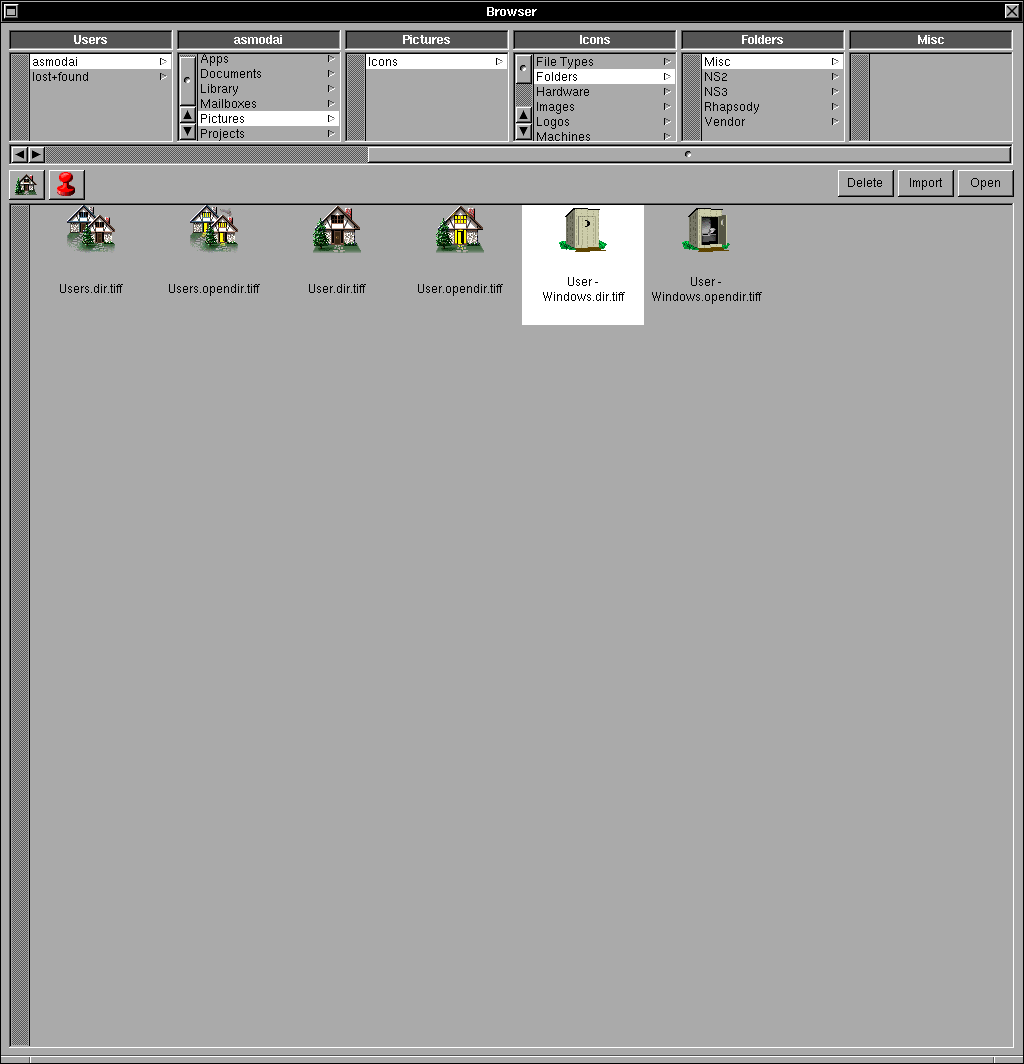 Browser
Users
asmodai
Pictures
Icons
Folders
Misc
asmodai
lost+found
Apps
Documents
Library
Mailboxes
Pictures
Projects
Icons
File Types
Folders
Hardware
Images
Logos
Machines
Misc
NS2
NS3
Rhapsody
Vendor
Delete
Import
Open
Users.dir.tiff
Users.opendir.tiff
User.dir.tiff
User.opendir.tiff
User -
Windows.dir.tiff
User -
Windows.opendir.tiff